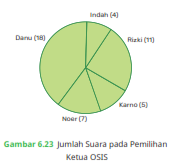 Indah (4)
Danu (18)
Rizki (11)
Karno (5)
Noer (7)
Gambar 6.23 Jumlah Suara pada Pemilihan
Ketua OSIS